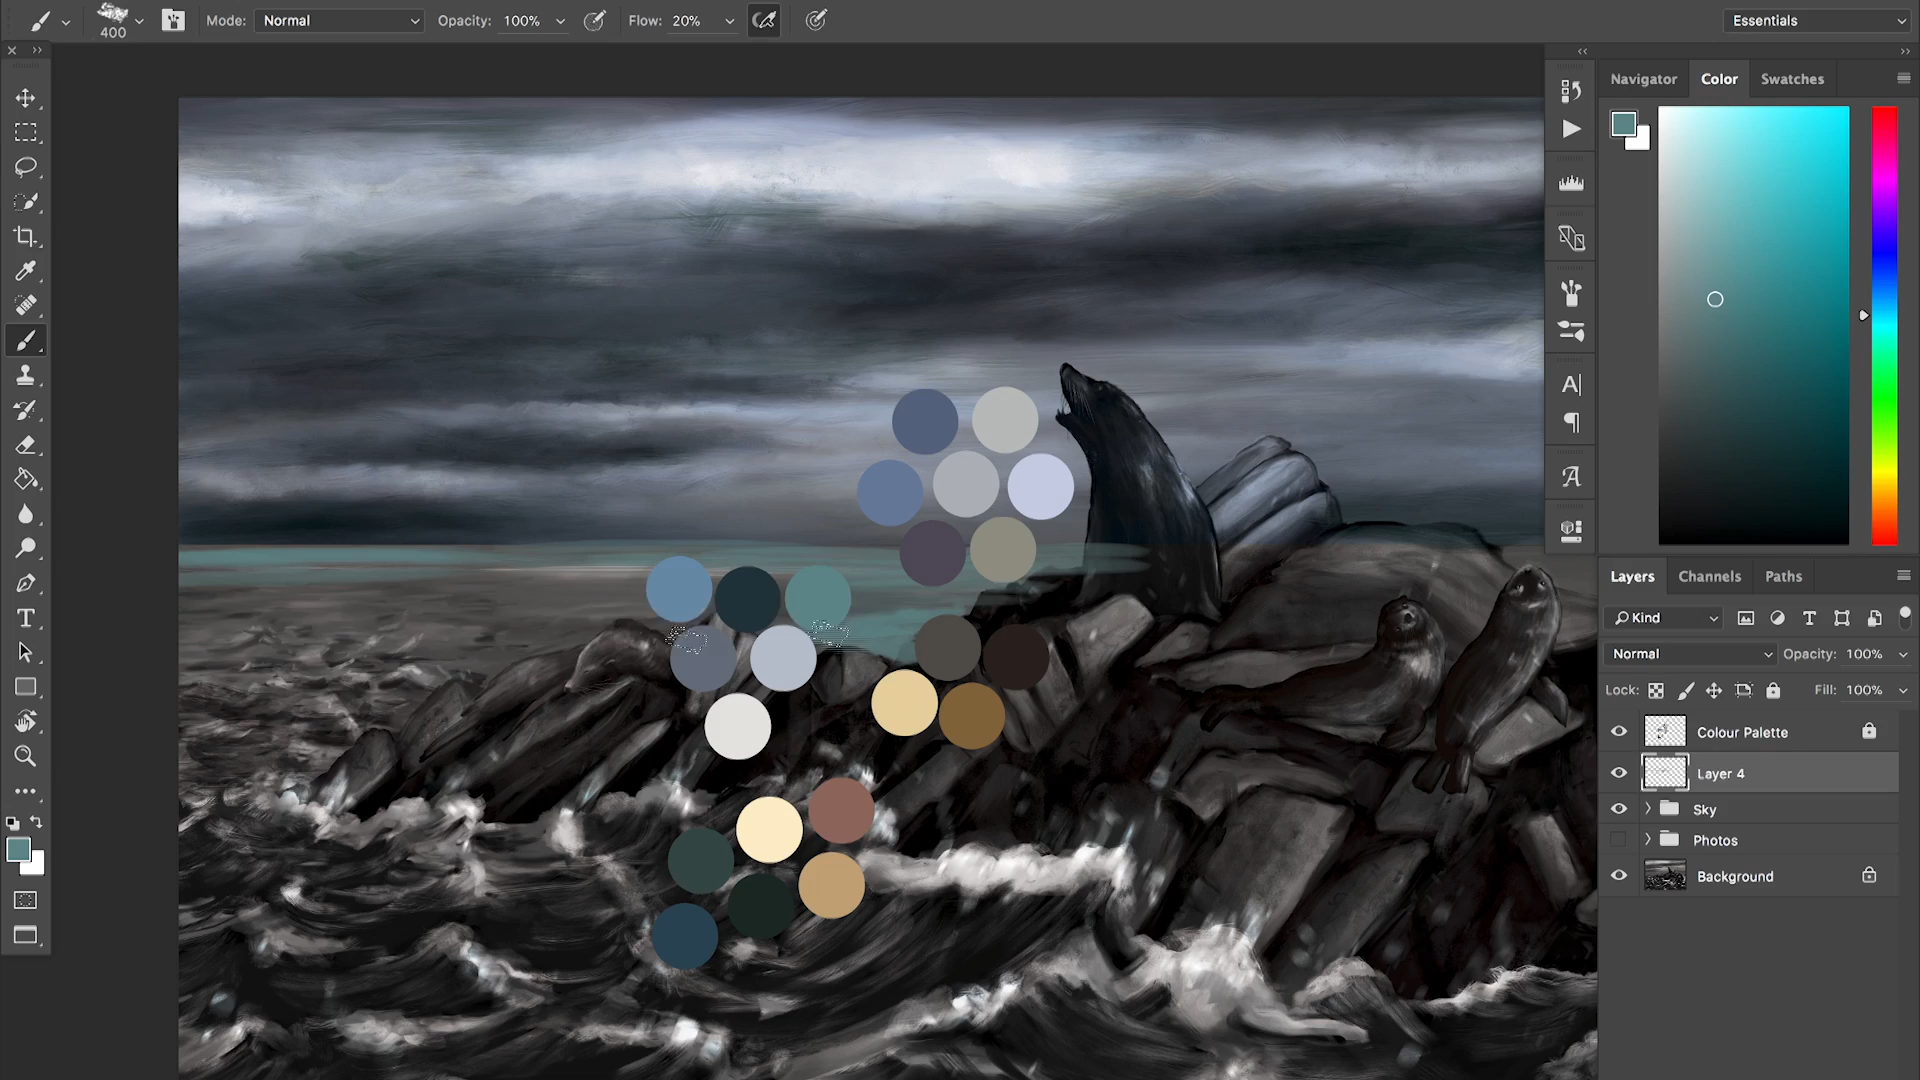 400
Mode: Normal
Opacity: 100%
Flow: 20%
Essentials
Navigator
Color
Swatches
Layers
Channels
Paths
Kind
Normal
Opacity: 100%
Lock:
Fill: 100%
Colour Palette
Layer 4
Sky
Photos
Background